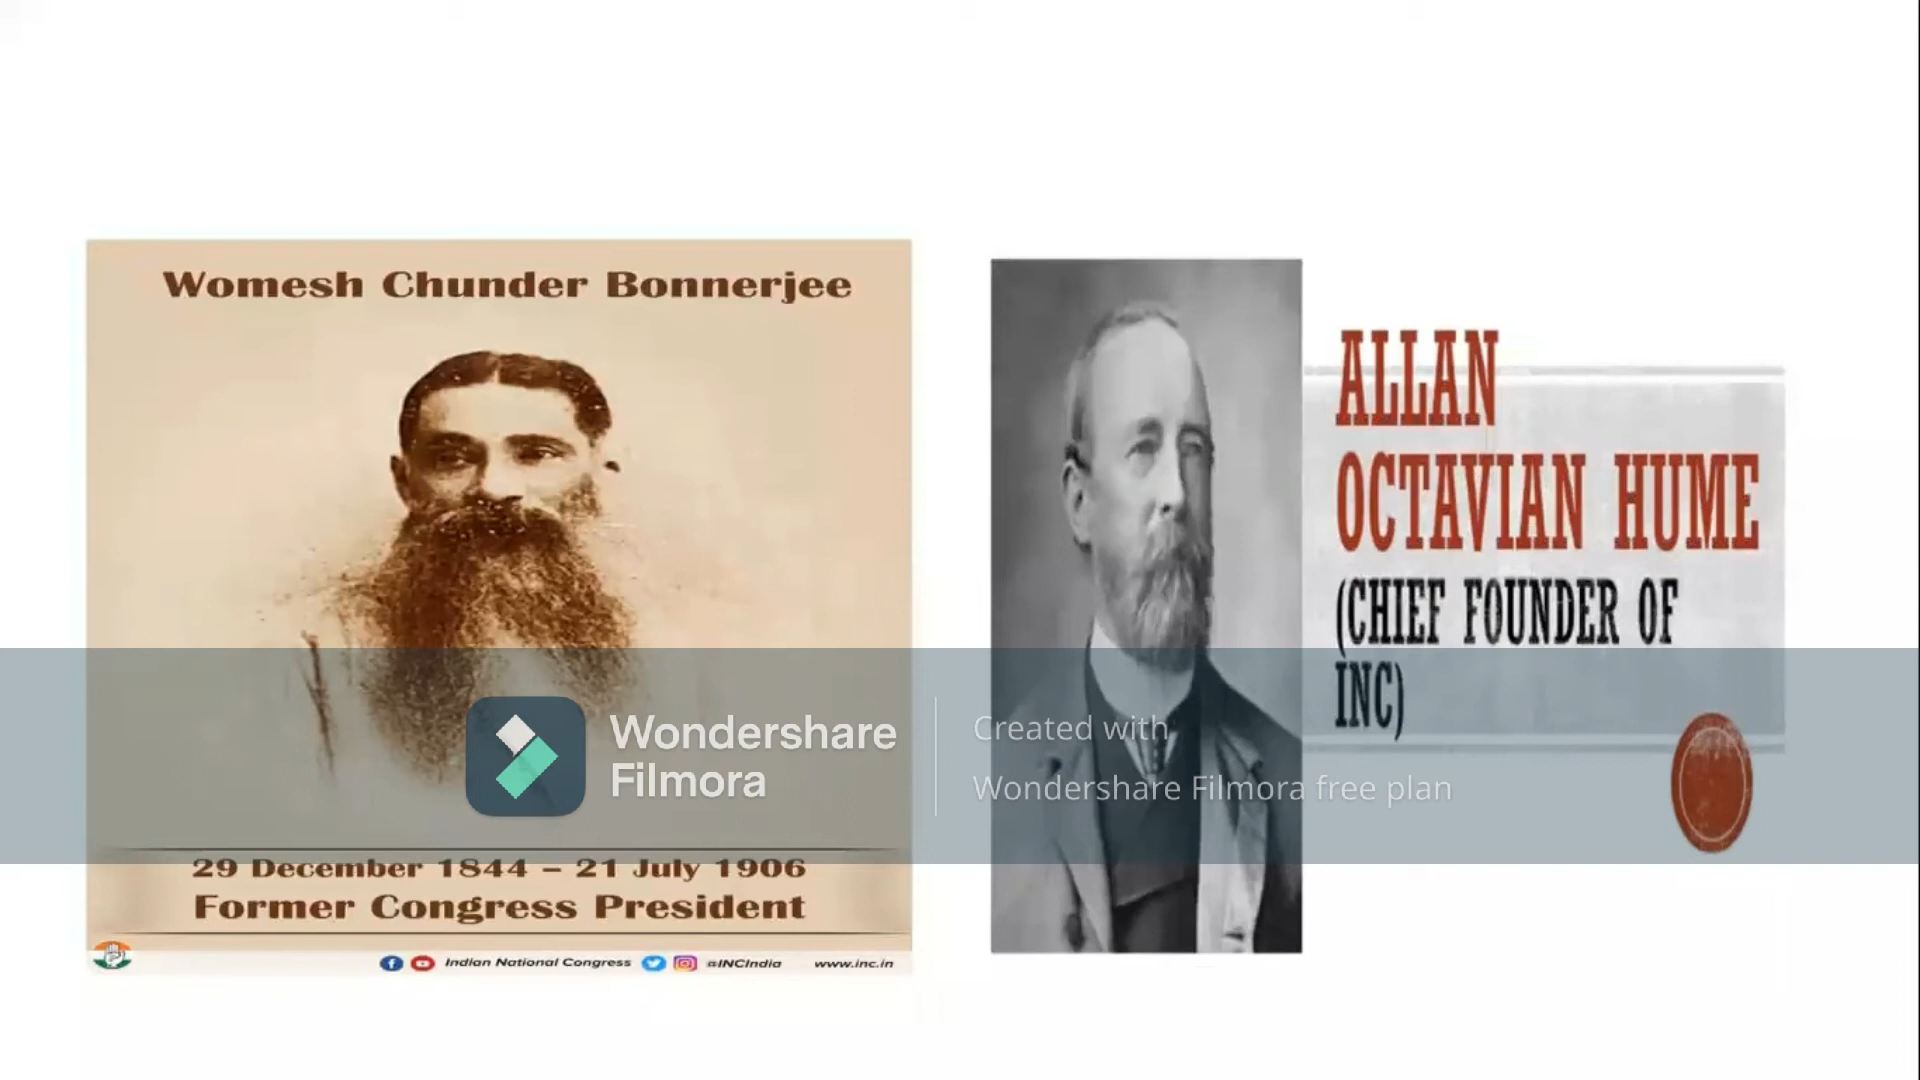 Womesh Chunder Bonnerjee
29 December 1844 – 21 July 1906
Former Congress President
Indian National Congress @INCIndia www.inc.in
ALLAN
OCTAVIAN HUME
(CHIEF FOUNDER OF
INC)
Wondershare
Filmora
Created with
Wondershare Filmora free plan